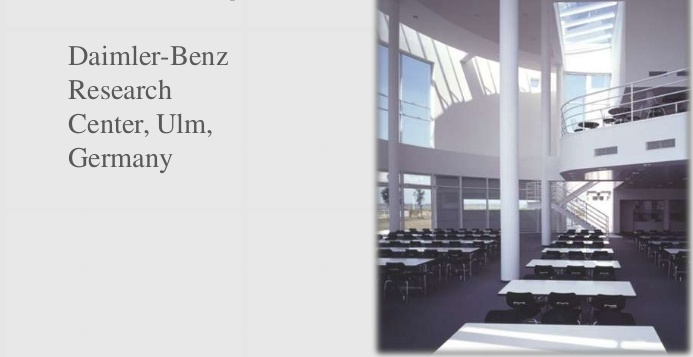 Daimler-Benz
Research
Center, Ulm,
Germany